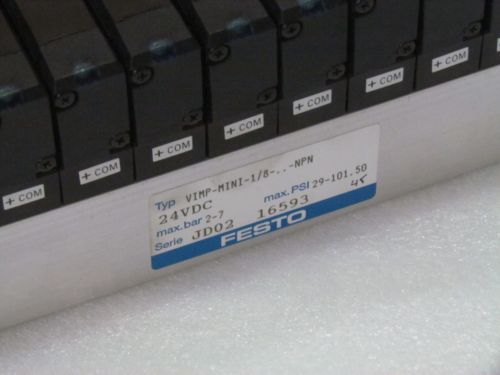 + COM
+ COM
+ COM
+ COM
+ COM
+ COM
+ COM
Typ VIMP-MINI-1/8-..-NPN
24VDC
max.bar 2-7 max.PSI 29-101.50
Serie JD02 16593 45
FESTO